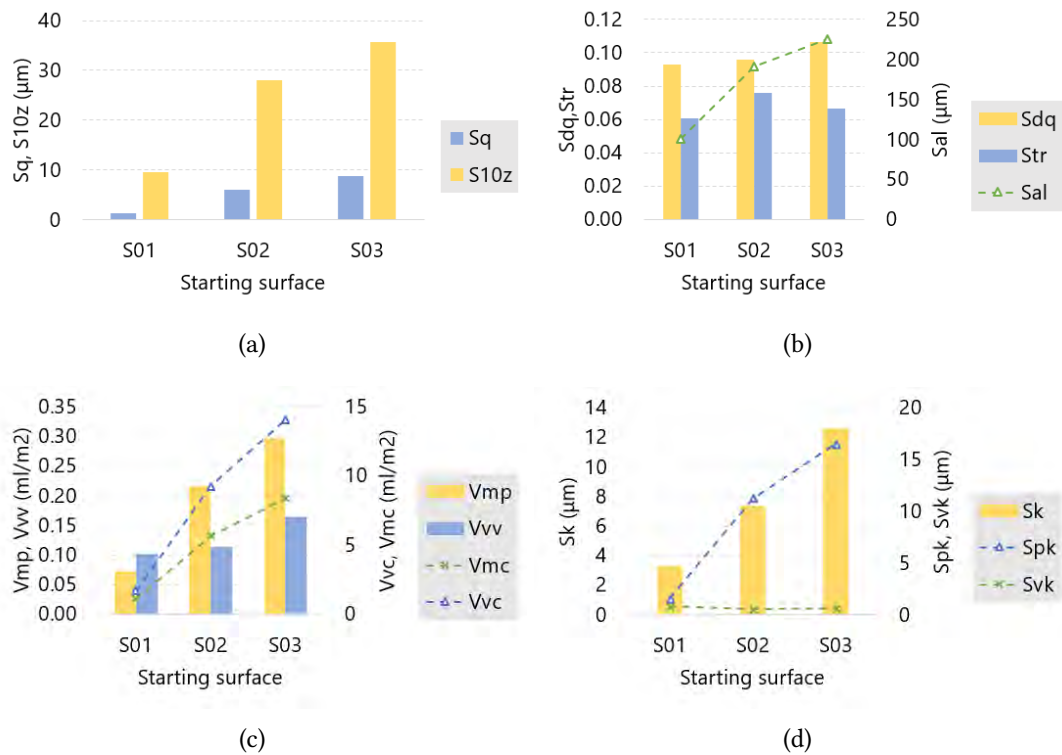 40
30
20
10
0
Sq, S10z (µm)
S01 S02 S03
Starting surface
Sq
S10z
(a)
0.12
0.10
0.08
0.06
0.04
0.02
0.00
Sdq,Str
250
200
150
100
50
0
Sal (µm)
S01 S02 S03
Starting surface
Sdq
Str
Sal
(b)
0.35
0.30
0.25
0.20
0.15
0.10
0.05
0.00
Vmp, Vvv (ml/m2)
15
10
5
0
Vvc, Vmc (ml/m2)
S01 S02 S03
Starting surface
Vmp
Vvv
Vmc
Vvc
(c)
14
12
10
8
6
4
2
0
Sk (µm)
20
15
10
5
0
Spk, Svk (µm)
S01 S02 S03
Starting surface
Sk
Spk
Svk
(d)